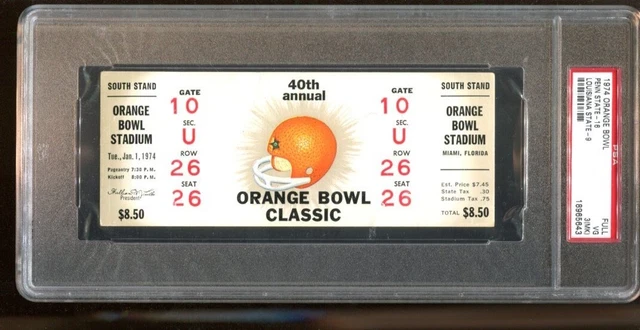 SOUTH STAND
ORANGE
BOWL
STADIUM
Tue., Jan. 1, 1974
Pageantry 7:30 P.M.
Kickoff 8:00 P.M.
President
$8.50
GATE
10
SEC.
U
ROW
26
SEAT
26
40th
annual
ORANGE BOWL
CLASSIC
GATE
10
SEC.
U
ROW
26
SEAT
26
SOUTH STAND
ORANGE
BOWL
STADIUM
MIAMI, FLORIDA
Est. Price $7.45
State Tax .30
Stadium Tax .75
TOTAL $8.50
1974 ORANGE BOWL
PENN STATE-16
LOUISIANA STATE-9
PSA
FULL
VG
3(MK)
18965643